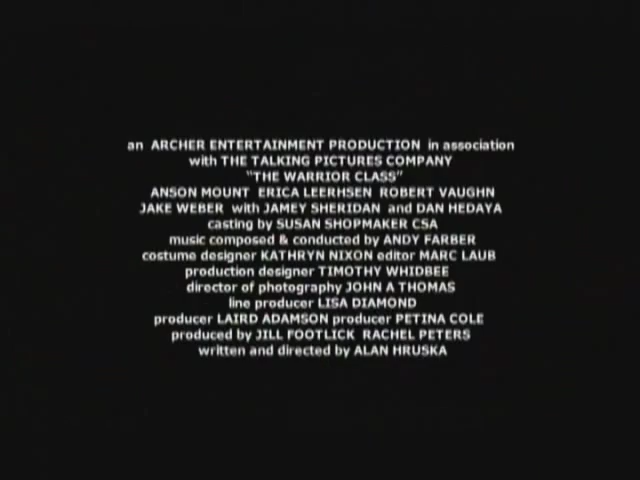 an ARCHER ENTERTAINMENT PRODUCTION in association
with THE TALKING PICTURES COMPANY
"THE WARRIOR CLASS"
ANSON MOUNT ERICA LEERHSEN ROBERT VAUGHN
JAKE WEBER with JAMEY SHERIDAN and DAN HEDAYA
casting by SUSAN SHOPMAKER CSA
music composed & conducted by ANDY FARBER
costume designer KATHRYN NIXON editor MARC LAUB
production designer TIMOTHY WHIDBEE
director of photography JOHN A THOMAS
line producer LISA DIAMOND
producer LAIRD ADAMSON producer PETINA COLE
produced by JILL FOOTLICK RACHEL PETERS
written and directed by ALAN HRUSKA